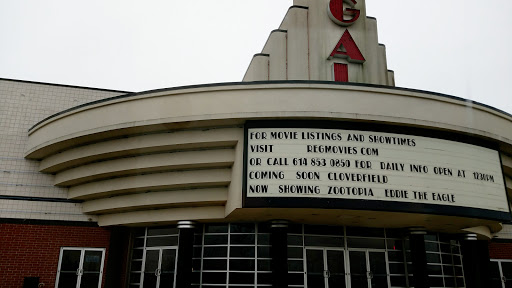 GA
FOR MOVIE LISTINGS AND SHOWTIMES
VISIT REGMOVIES COM
OR CALL 614 853 0850 FOR DAILY INFO OPEN AT 1230PM
COMING SOON CLOVERFIELD
NOW SHOWING ZOOTOPIA EDDIE THE EAGLE